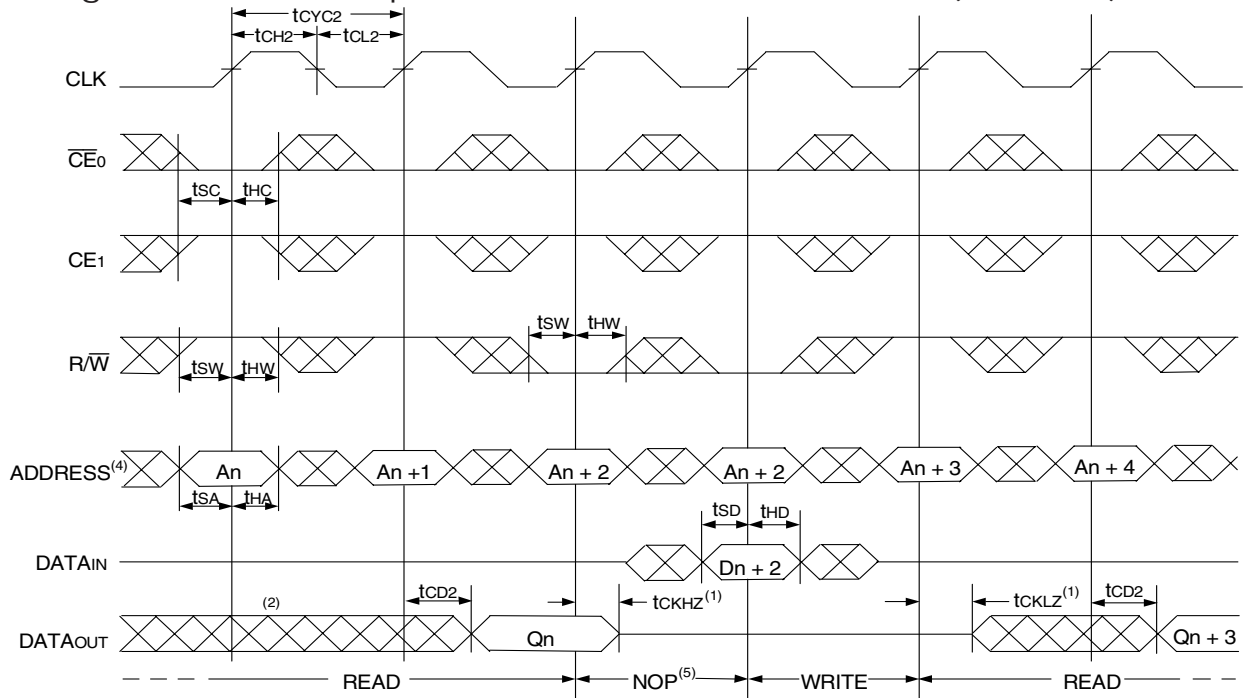 tCYC2
tCH2 tCL2
CLK
CE0
tSC tHC
CE1
tSW tHW
R/W
tSW tHW
ADDRESS(4) An An +1 An + 2 An + 2 An + 3 An + 4
tSA tHA
tSD tHD
DATAIN Dn + 2
(2) tCD2 tCKHZ(1) tCKLZ(1) tCD2
DATAOUT Qn Qn + 3
READ NOP(5) WRITE READ